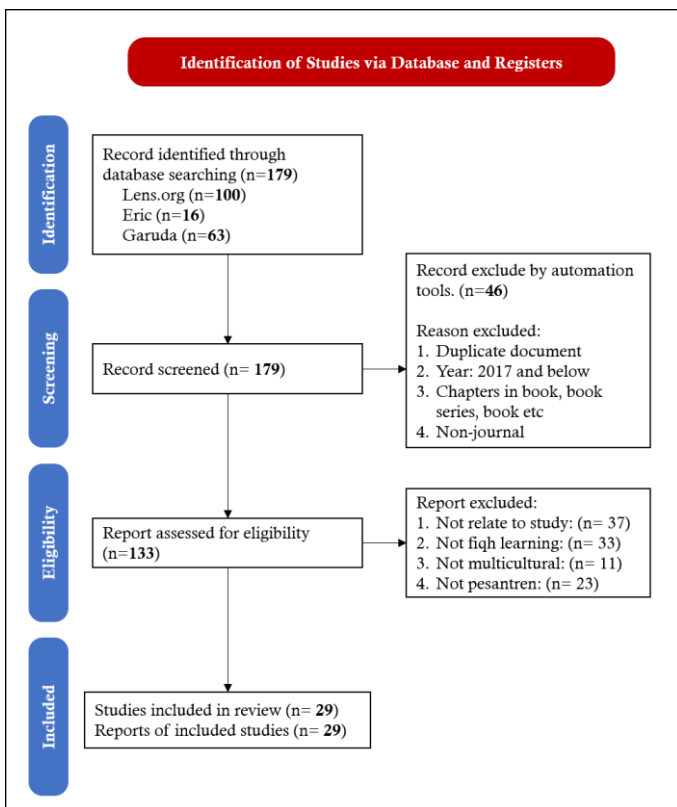 Identification of Studies via Database and Registers
Identification
Record identified through
database searching (n=179)
Lens.org (n=100)
Eric (n=16)
Garuda (n=63)
Record exclude by automation
tools. (n=46)
Reason excluded:
1. Duplicate document
2. Year: 2017 and below
3. Chapters in book, book
series, book etc
4. Non-journal
Screening
Record screened (n= 179)
Eligibility
Report assessed for eligibility
(n=133)
Report excluded:
1. Not relate to study: (n= 37)
2. Not fiqh learning: (n= 33)
3. Not multicultural: (n= 11)
4. Not pesantren: (n= 23)
Included
Studies included in review (n= 29)
Reports of included studies (n= 29)